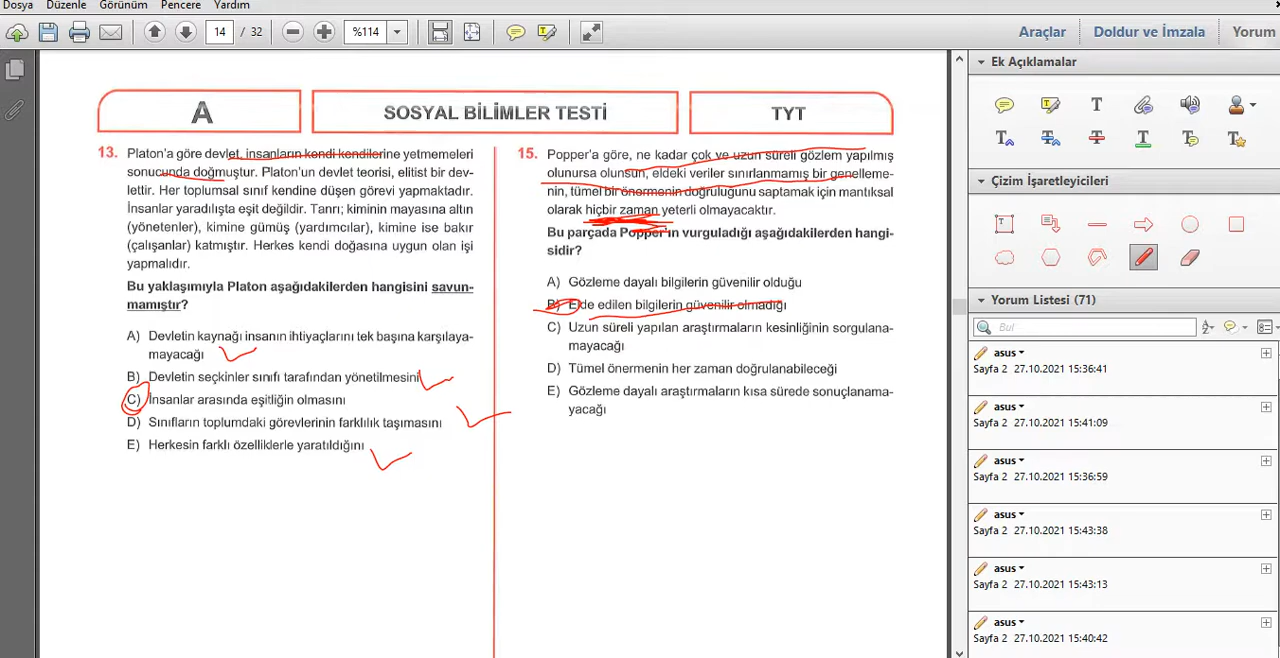 Dosya Düzenle Görünüm Pencere Yardım
14 / 32
%114
Araçlar Doldur ve İmzala Yorum
A
SOSYAL BİLİMLER TESTİ
TYT
13. Platon'a göre devlet, insanların kendi kendilerine yetmemeleri
sonucunda doğmuştur. Platon'un devlet teorisi, elitist bir dev-
lettir. Her toplumsal sınıf kendine düşen görevi yapmaktadır.
İnsanlar yaradılışta eşit değildir. Tanrı; kiminin mayasına altın
(yönetenler), kimine gümüş (yardımcılar), kimine ise bakır
(çalışanlar) katmıştır. Herkes kendi doğasına uygun olan işi
yapmalıdır.
Bu yaklaşımıyla Platon aşağıdakilerden hangisini savun-
mamıştır?
A) Devletin kaynağı insanın ihtiyaçlarını tek başına karşılaya-
mayacağı
B) Devletin seçkinler sınıfı tarafından yönetilmesini
C) İnsanlar arasında eşitliğin olmasını
D) Sınıfların toplumdaki görevlerinin farklılık taşımasını
E) Herkesin farklı özelliklerle yaratıldığını
15. Popper'a göre, ne kadar çok ve uzun süreli gözlem yapılmış
olunursa olunsun, eldeki veriler sınırlanmamış bir genelleme-
nin, tümel bir önermenin doğruluğunu saptamak için mantıksal
olarak hiçbir zaman yeterli olmayacaktır.
Bu parçada Popper'in vurguladığı aşağıdakilerden hangi-
sidir?
A) Gözleme dayalı bilgilerin güvenilir olduğu
B) Elde edilen bilgilerin güvenilir olmadığı
C) Uzun süreli yapılan araştırmaların kesinliğinin sorgulana-
mayacağı
D) Tümel önermenin her zaman doğrulanabileceği
E) Gözleme dayalı araştırmaların kısa sürede sonuçlanama-
yacağı
Ek Açıklamalar
Çizim İşaretleyicileri
Yorum Listesi (71)
Bul
asus
Sayfa 2 27.10.2021 15:36:41
asus
Sayfa 2 27.10.2021 15:41:09
asus
Sayfa 2 27.10.2021 15:36:59
asus
Sayfa 2 27.10.2021 15:43:38
asus
Sayfa 2 27.10.2021 15:43:13
asus
Sayfa 2 27.10.2021 15:40:42